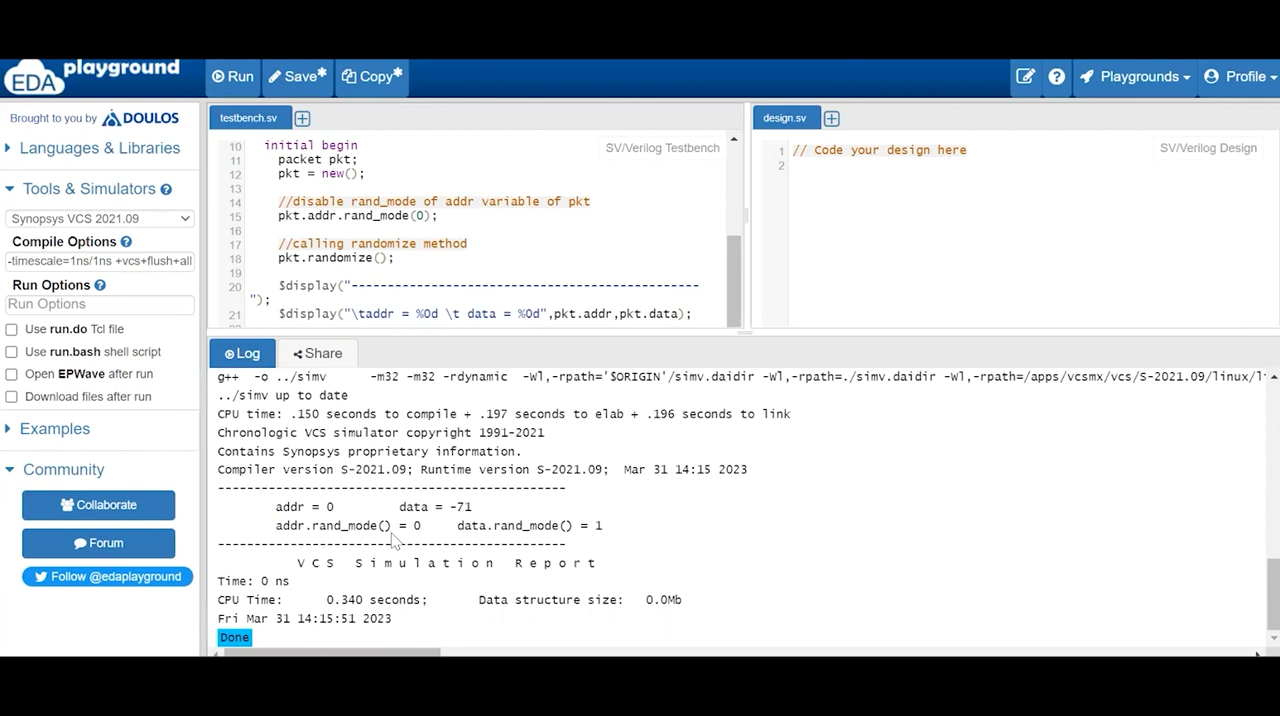 EDA playground
Run
Save*
Copy*
Playgrounds
Profile
Brought to you by DOULOS
Languages & Libraries
Tools & Simulators
Synopsys VCS 2021.09
Compile Options
-timescale=1ns/1ns +vcs+flush+all
Run Options
Run Options
Use run.do Tcl file
Use run.bash shell script
Open EPWave after run
Download files after run
Examples
Community
Collaborate
Forum
Follow @edaplayground
testbench.sv
SV/Verilog Testbench
10 initial begin
11 packet pkt;
12 pkt = new();
13
14 //disable rand_mode of addr variable of pkt
15 pkt.addr.rand_mode(0);
16
17 //calling randomize method
18 pkt.randomize();
19
20 $display("------------------------------------------------
");
21 $display("\taddr = %0d \t data = %0d",pkt.addr,pkt.data);
design.sv
SV/Verilog Design
1 // Code your design here
2
Log
Share
g++ -o ../simv -m32 -m32 -rdynamic -Wl,-rpath='$ORIGIN'/simv.daidir -Wl,-rpath=./simv.daidir -Wl,-rpath=/apps/vcsmx/vcs/S-2021.09/linux/
../simv up to date
CPU time: .150 seconds to compile + .197 seconds to elab + .196 seconds to link
Chronologic VCS simulator copyright 1991-2021
Contains Synopsys proprietary information.
Compiler version S-2021.09; Runtime version S-2021.09; Mar 31 14:15 2023
------------------------------------------------
addr = 0 data = -71
addr.rand_mode() = 0 data.rand_mode() = 1
------------------------------------------------
V C S S i m u l a t i o n R e p o r t
Time: 0 ns
CPU Time: 0.340 seconds; Data structure size: 0.0Mb
Fri Mar 31 14:15:51 2023
Done